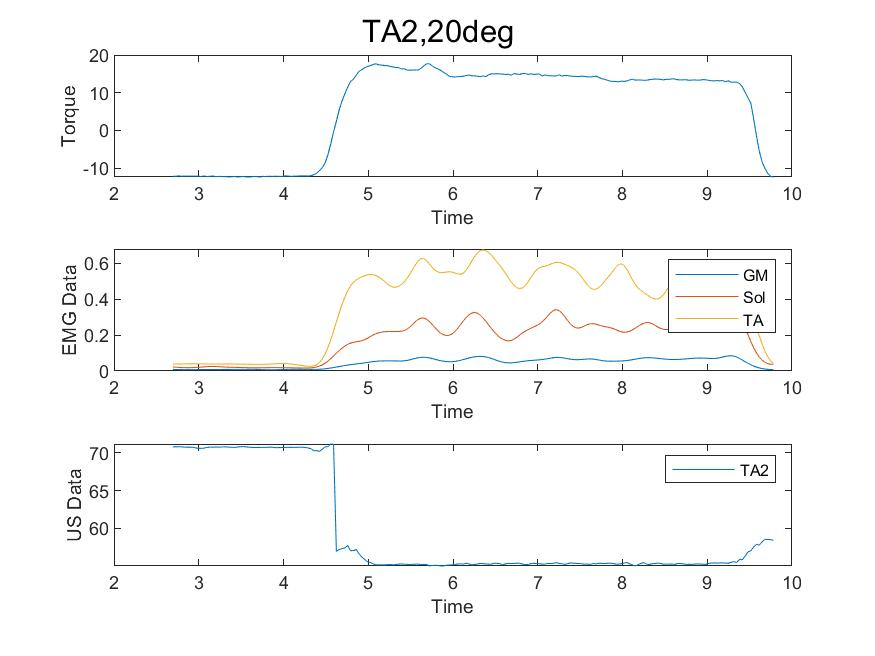 TA2,20deg
20
10
0
-10
Torque
2 3 4 5 6 7 8 9 10
Time
0.6
0.4
0.2
0
EMG Data
GM
Sol
TA
2 3 4 5 6 7 8 9 10
Time
70
65
60
US Data
TA2
2 3 4 5 6 7 8 9 10
Time